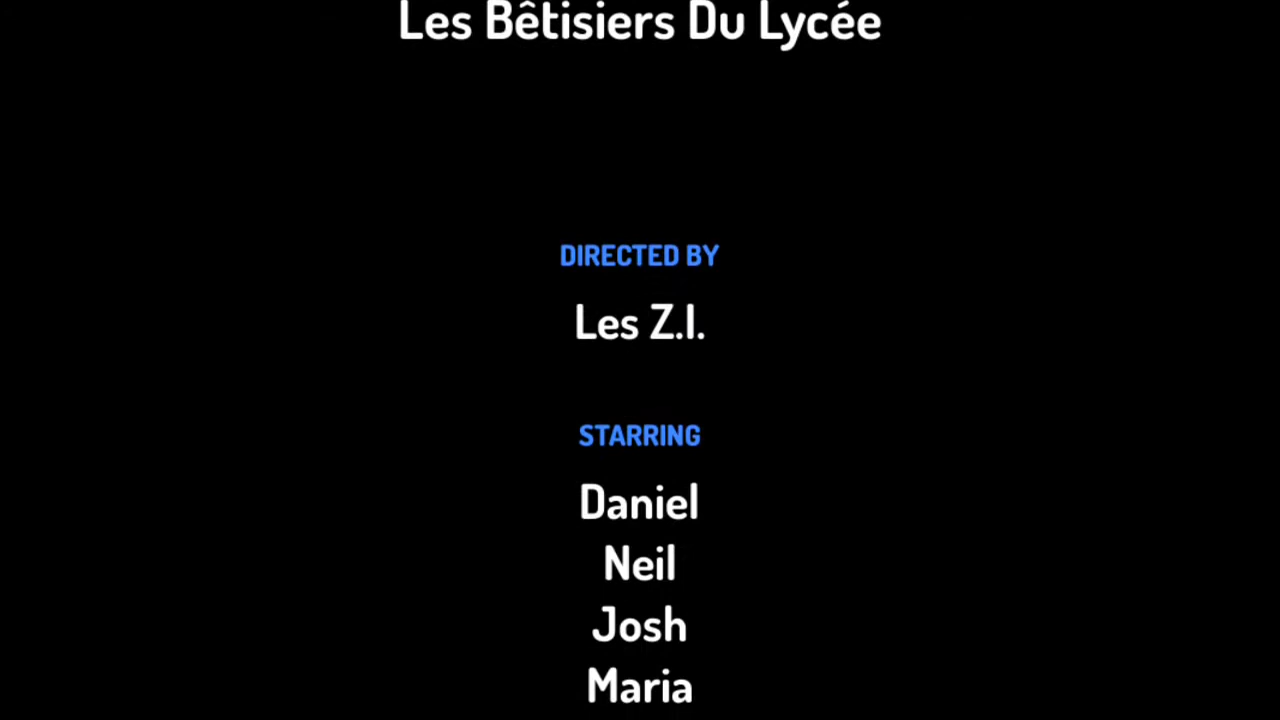 Les Bêtisiers Du Lycée
DIRECTED BY
Les Z.I.
STARRING
Daniel
Neil
Josh
Maria